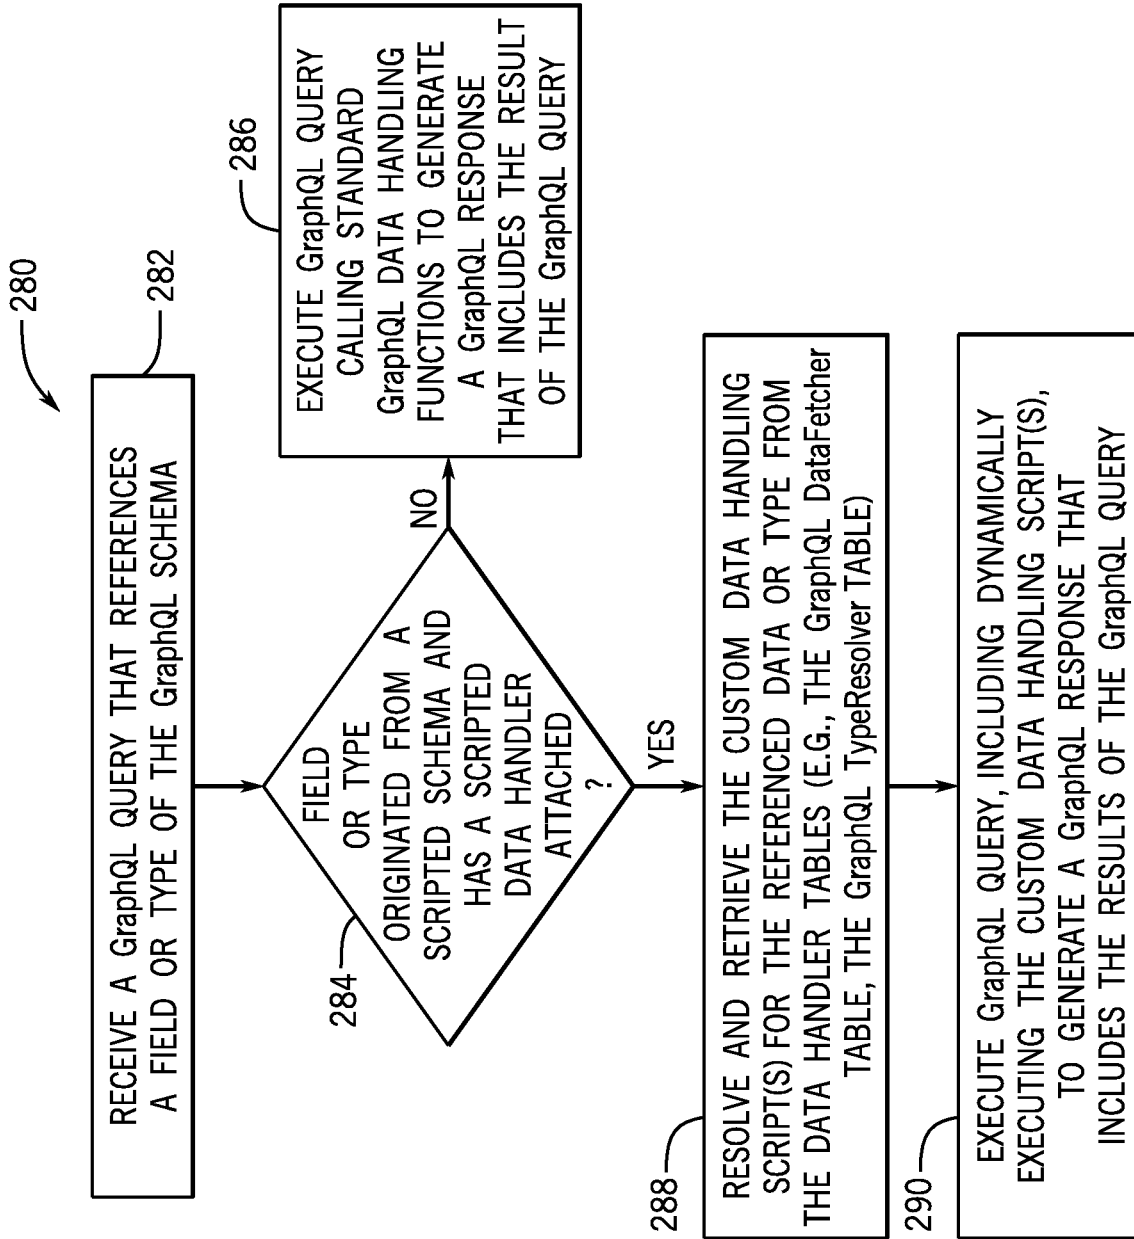 280
282
RECEIVE A GraphQL QUERY THAT REFERENCES
A FIELD OR TYPE OF THE GraphQL SCHEMA
284
FIELD
OR TYPE
ORIGINATED FROM A
SCRIPTED SCHEMA AND
HAS A SCRIPTED
DATA HANDLER
ATTACHED
?
NO
286
EXECUTE GraphQL QUERY
CALLING STANDARD
GraphQL DATA HANDLING
FUNCTIONS TO GENERATE
A GraphQL RESPONSE
THAT INCLUDES THE RESULT
OF THE GraphQL QUERY
YES
288
RESOLVE AND RETRIEVE THE CUSTOM DATA HANDLING
SCRIPT(S) FOR THE REFERENCED DATA OR TYPE FROM
THE DATA HANDLER TABLES (E.G., THE GraphQL DataFetcher
TABLE, THE GraphQL TypeResolver TABLE)
290
EXECUTE GraphQL QUERY, INCLUDING DYNAMICALLY
EXECUTING THE CUSTOM DATA HANDLING SCRIPT(S),
TO GENERATE A GraphQL RESPONSE THAT
INCLUDES THE RESULTS OF THE GraphQL QUERY